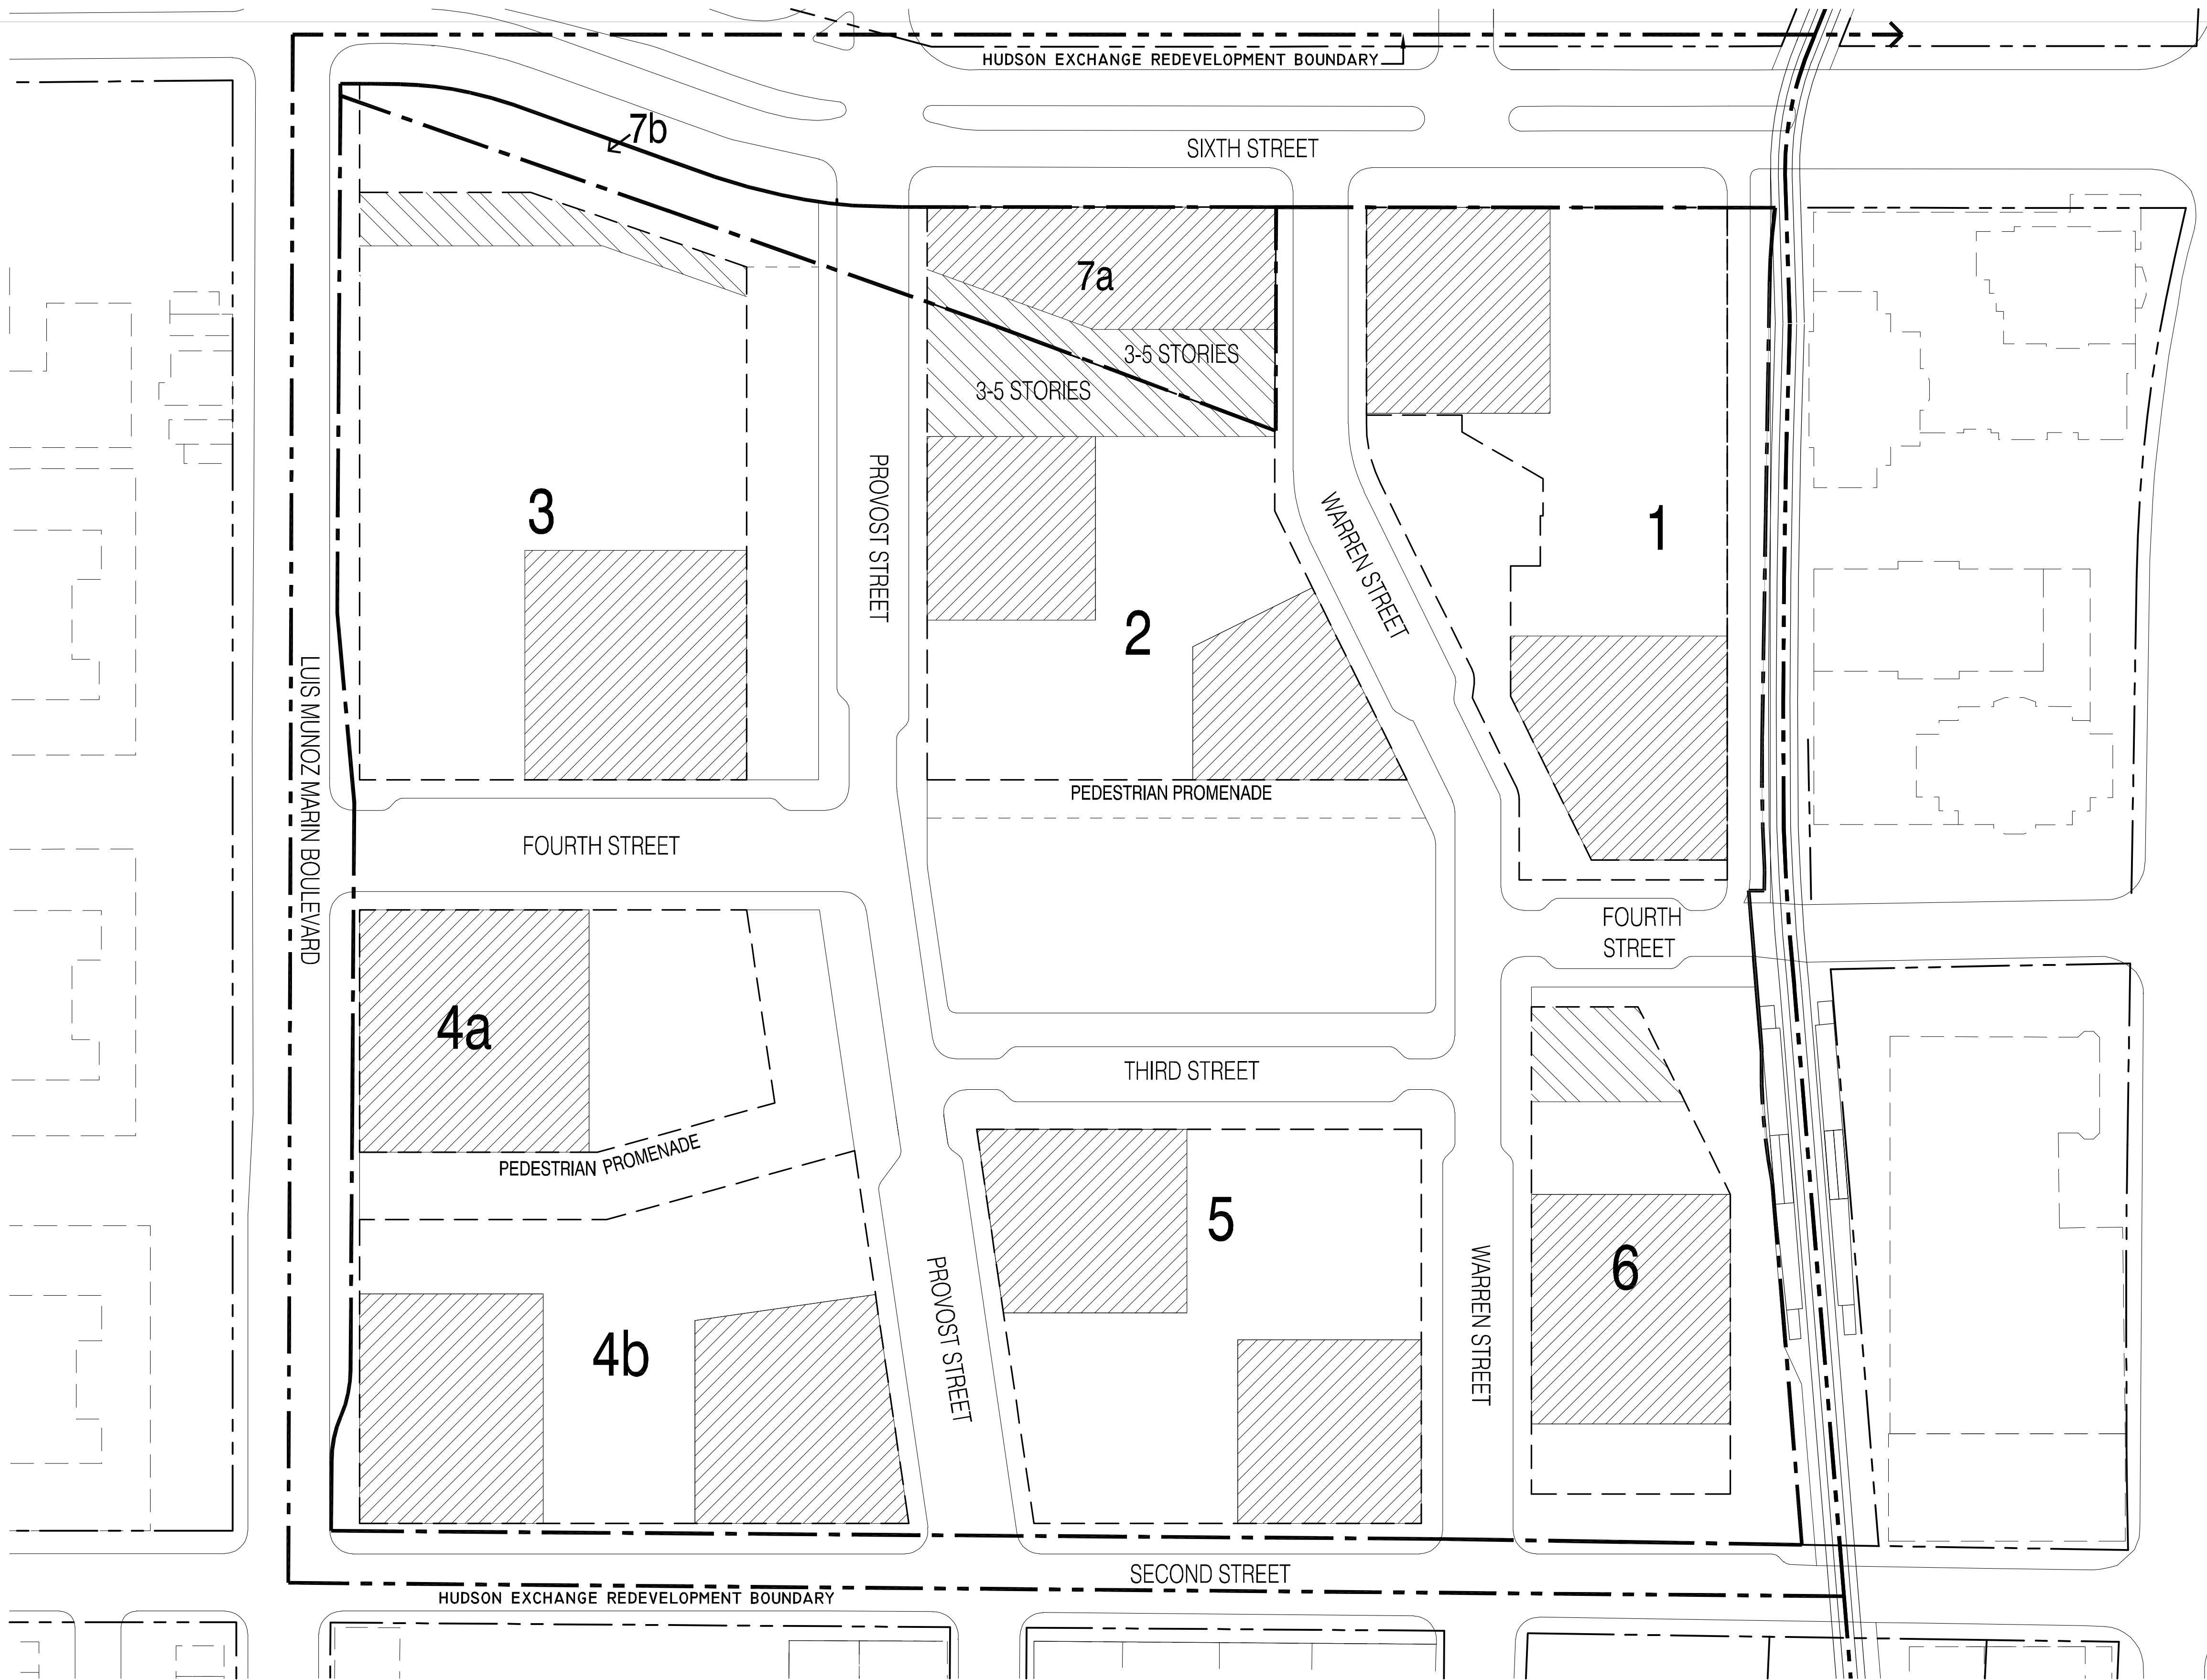 HUDSON EXCHANGE REDEVELOPMENT BOUNDARY
7b
SIXTH STREET
7a
3-5 STORIES
3-5 STORIES
3
PROVOST STREET
WARREN STREET
1
2
LUIS MUNOZ MARIN BOULEVARD
PEDESTRIAN PROMENADE
FOURTH STREET
FOURTH
STREET
4a
THIRD STREET
PEDESTRIAN PROMENADE
5
6
PROVOST STREET
WARREN STREET
4b
SECOND STREET
HUDSON EXCHANGE REDEVELOPMENT BOUNDARY